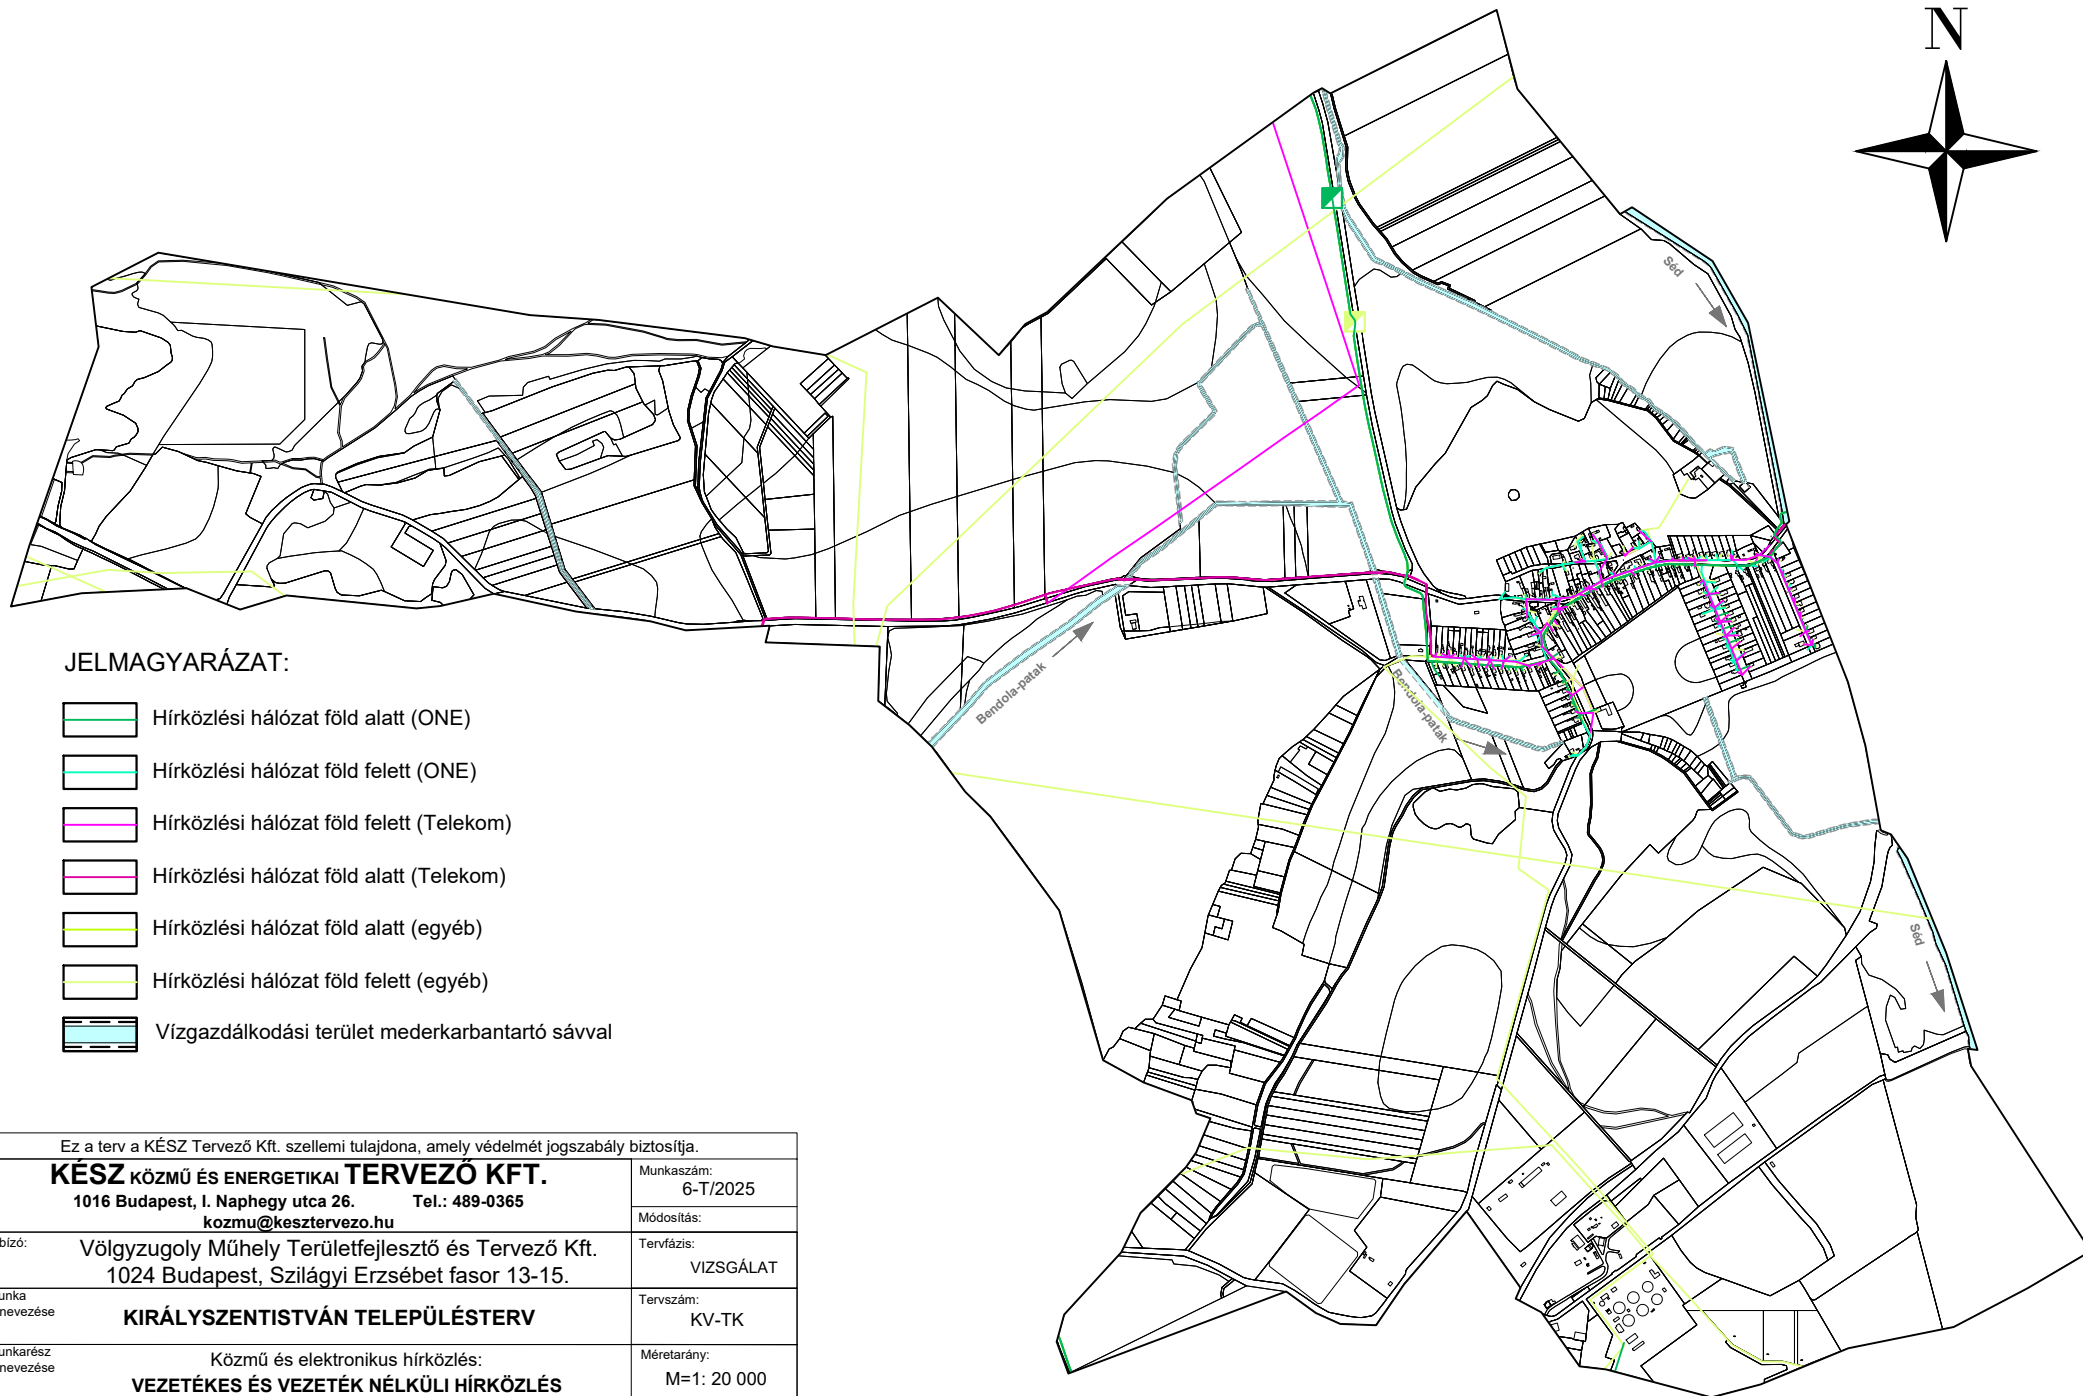 N
Séd
Bendola-patak
Bendola-patak
Séd
JELMAGYARÁZAT:
Hírközlési hálózat föld alatt (ONE)
Hírközlési hálózat föld felett (ONE)
Hírközlési hálózat föld felett (Telekom)
Hírközlési hálózat föld alatt (Telekom)
Hírközlési hálózat föld alatt (egyéb)
Hírközlési hálózat föld felett (egyéb)
Vízgazdálkodási terület mederkarbantartó sávval
Ez a terv a KÉSZ Tervező Kft. szellemi tulajdona, amely védelmét jogszabály biztosítja.
KÉSZ KÖZMŰ ÉS ENERGETIKAI TERVEZŐ KFT.
1016 Budapest, I. Naphegy utca 26. Tel.: 489-0365
kozmu@kesztervezo.hu
Munkaszám:
6-T/2025
Módosítás:
bízó:
Völgyzugoly Műhely Területfejlesztő és Tervező Kft.
1024 Budapest, Szilágyi Erzsébet fasor 13-15.
Tervfázis:
VIZSGÁLAT
unka
nevezése
KIRÁLYSZENTISTVÁN TELEPÜLÉSTERV
Tervszám:
KV-TK
unkarész
nevezése
Közmű és elektronikus hírközlés:
VEZETÉKES ÉS VEZETÉK NÉLKÜLI HÍRKÖZLÉS
Méretarány:
M=1: 20 000